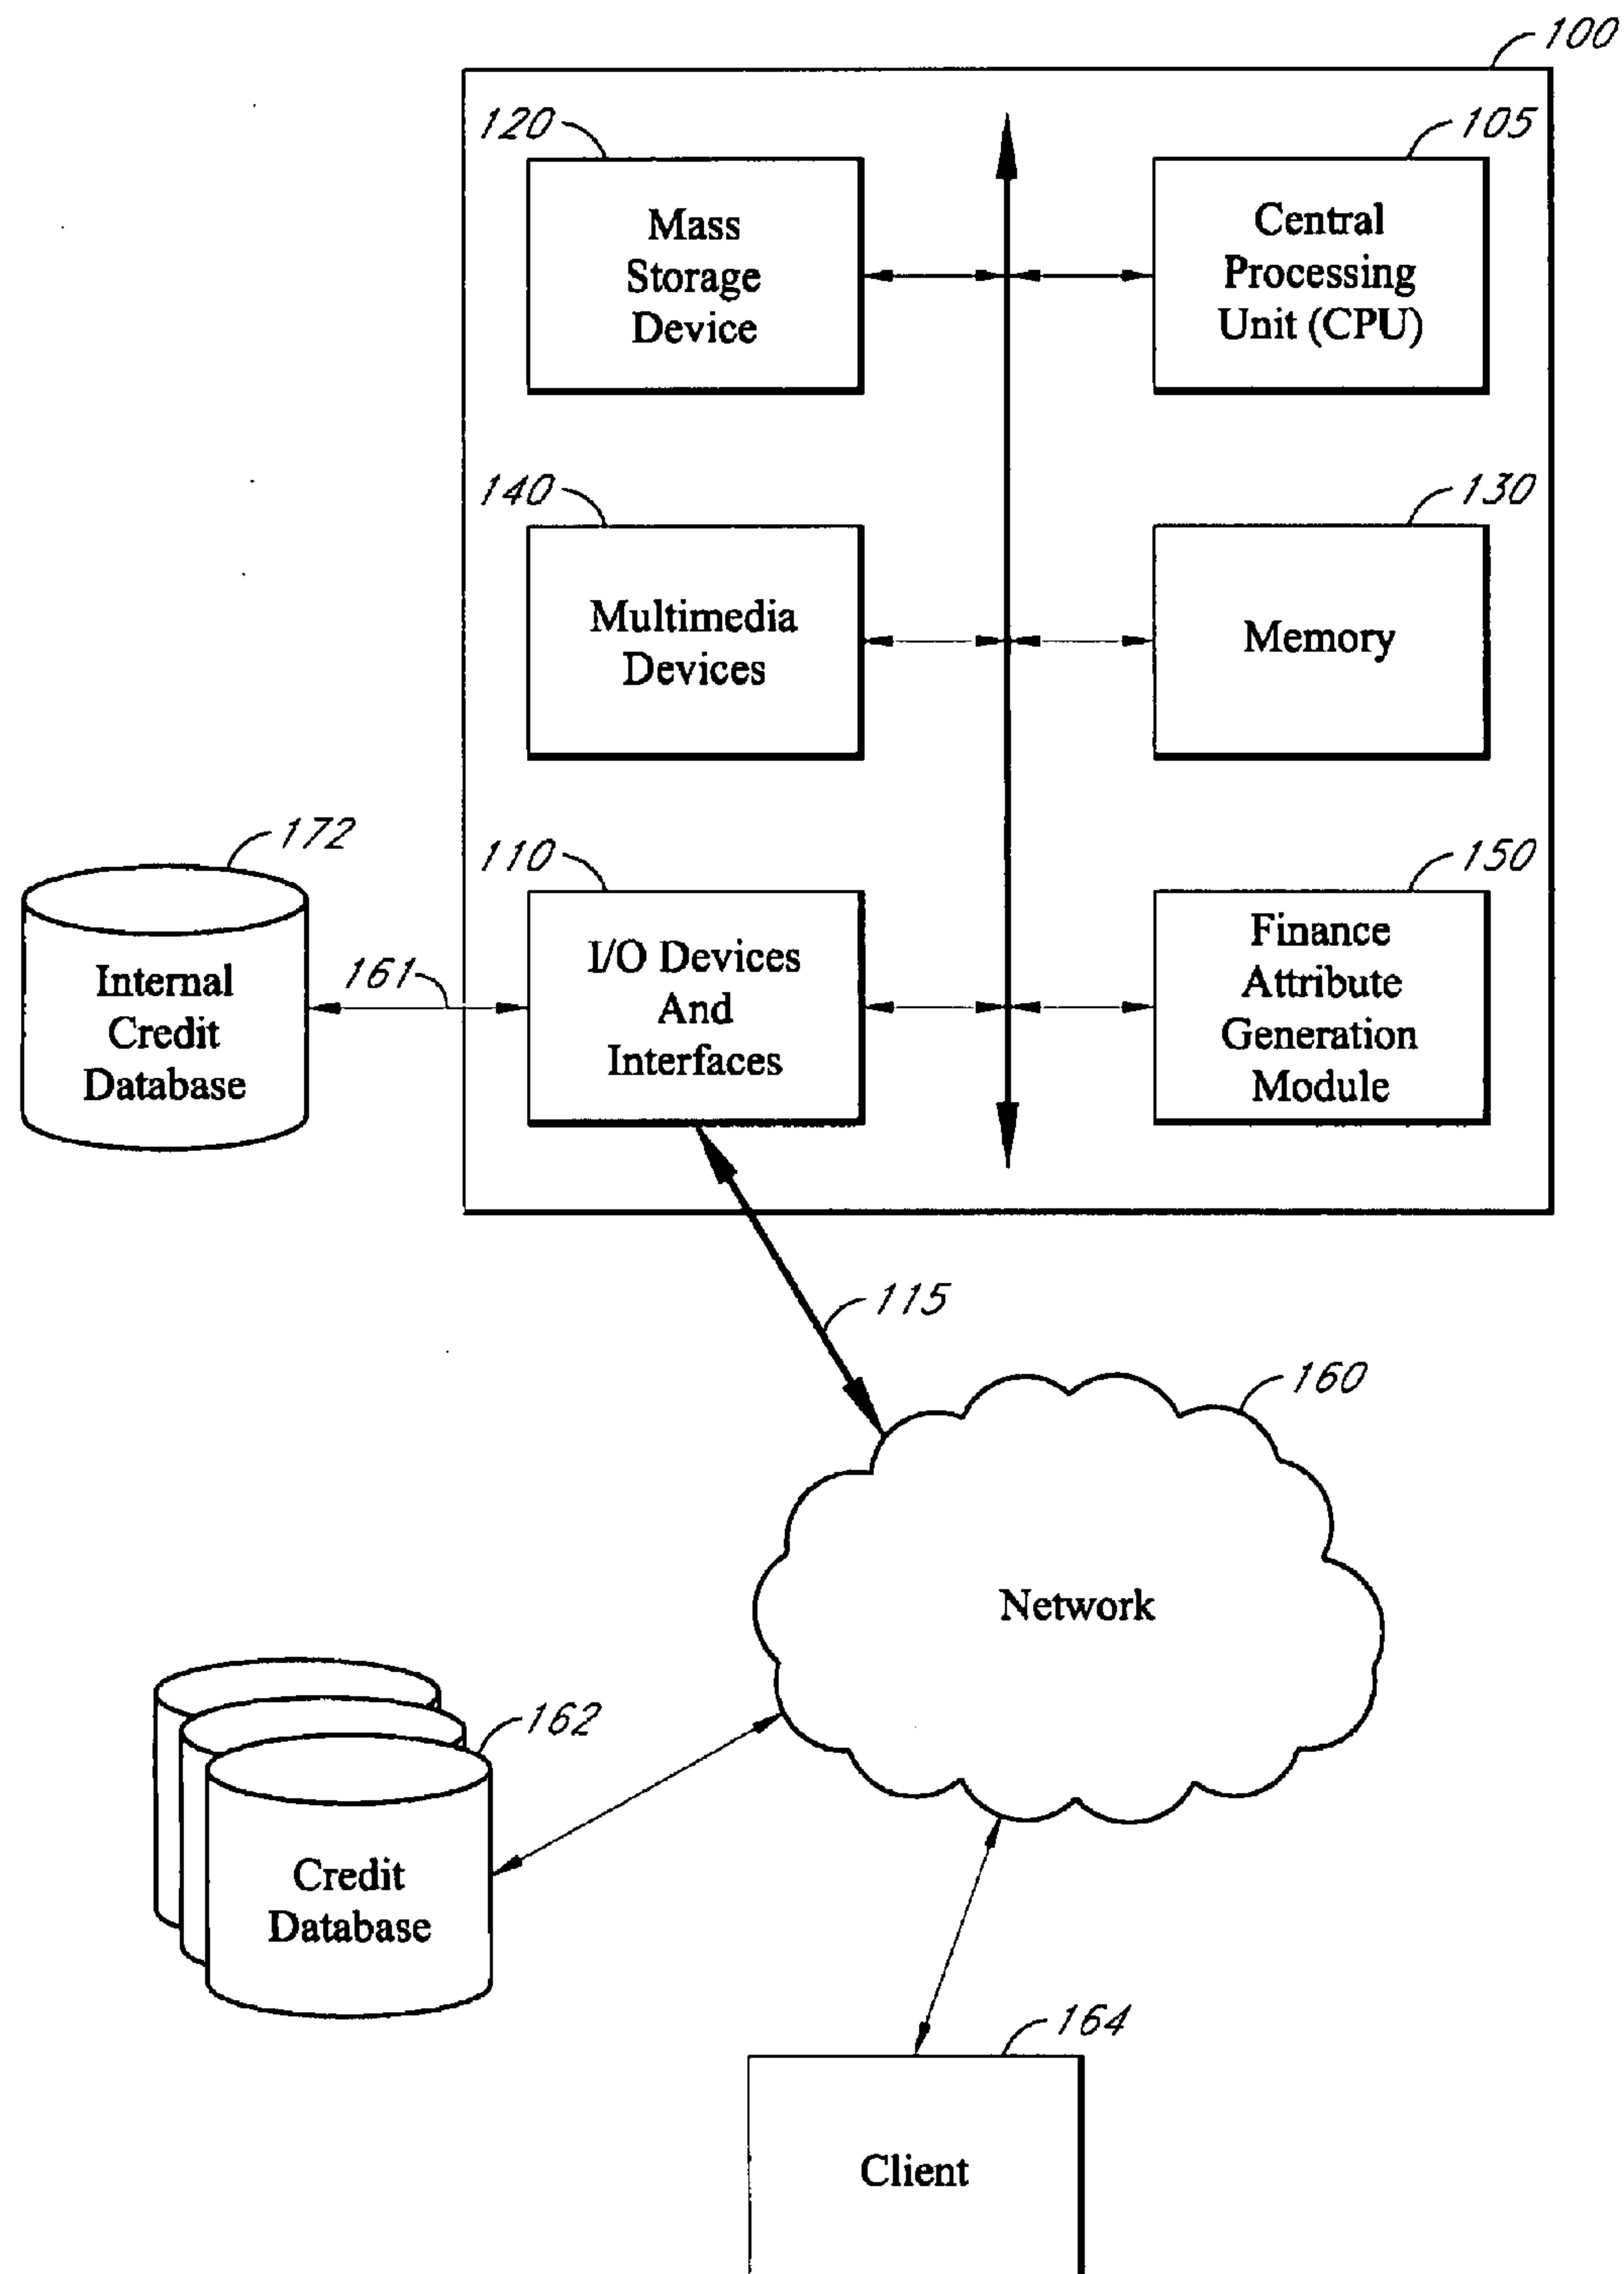 100
120
105
Mass
Storage
Device
Central
Processing
Unit (CPU)
140
130
Multimedia
Devices
Memory
172
110
150
Internal
Credit
Database
161
I/O Devices
And
Interfaces
Finance
Attribute
Generation
Module
115
160
Network
162
Credit
Database
164
Client